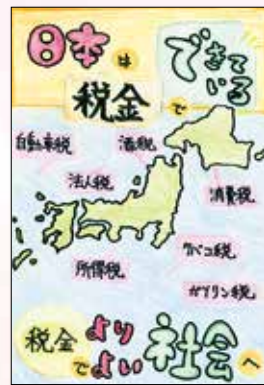 日本は
税金で
できている
自動車税
酒税
法人税
消費税
所得税
タバコ税
ガソリン税
税金で
より
よい
社会へ